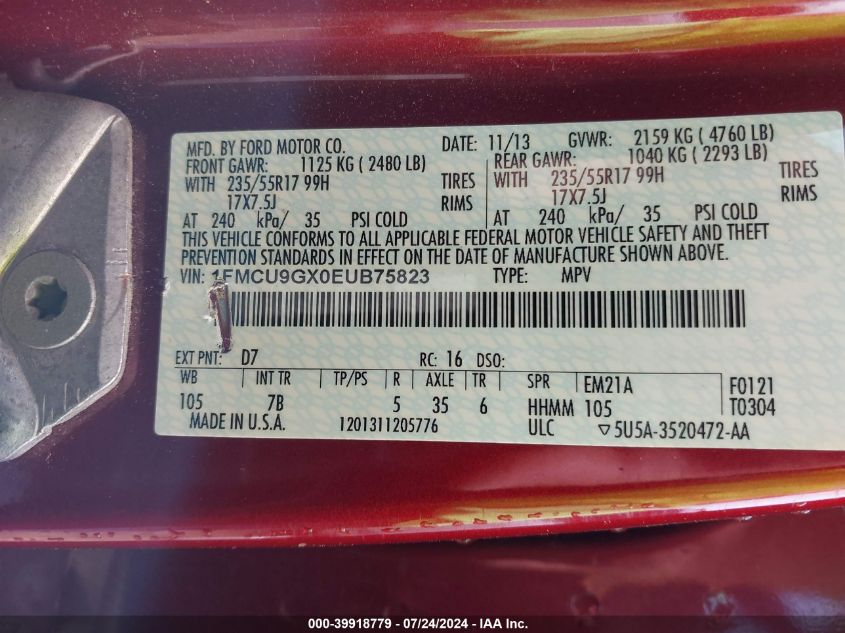 MFD. BY FORD MOTOR CO. DATE: 11/13 GVWR: 2159 KG ( 4760 LB)
FRONT GAWR: 1125 KG ( 2480 LB) REAR GAWR: 1040 KG ( 2293 LB)
WITH 235/55R17 99H TIRES WITH 235/55R17 99H TIRES
17X7.5J RIMS 17X7.5J RIMS
AT 240 kPa/ 35 PSI COLD AT 240 kPa/ 35 PSI COLD
THIS VEHICLE CONFORMS TO ALL APPLICABLE FEDERAL MOTOR VEHICLE SAFETY AND THEFT
PREVENTION STANDARDS IN EFFECT ON THE DATE OF MANUFACTURE SHOWN ABOVE.
VIN: 1FMCU9GX0EUB75823 TYPE: MPV
EXT PNT: D7 RC: 16 DSO:
WB INT TR TP/PS R AXLE TR SPR EM21A F0121
105 7B 5 35 6 HHMM 105 T0304
MADE IN U.S.A. 1201311205776 ULC ▽5U5A-3520472-AA
000-39918779 - 07/24/2024 - IAA Inc.